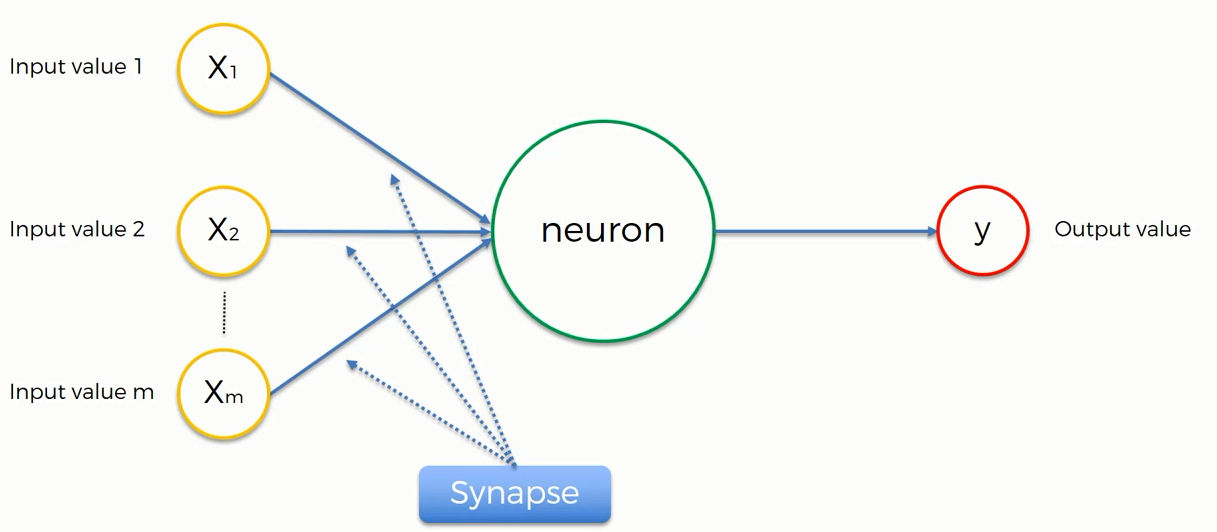 Input value 1
X₁
Input value 2
X₂
neuron
y
Output value
Input value m
Xₘ
Synapse